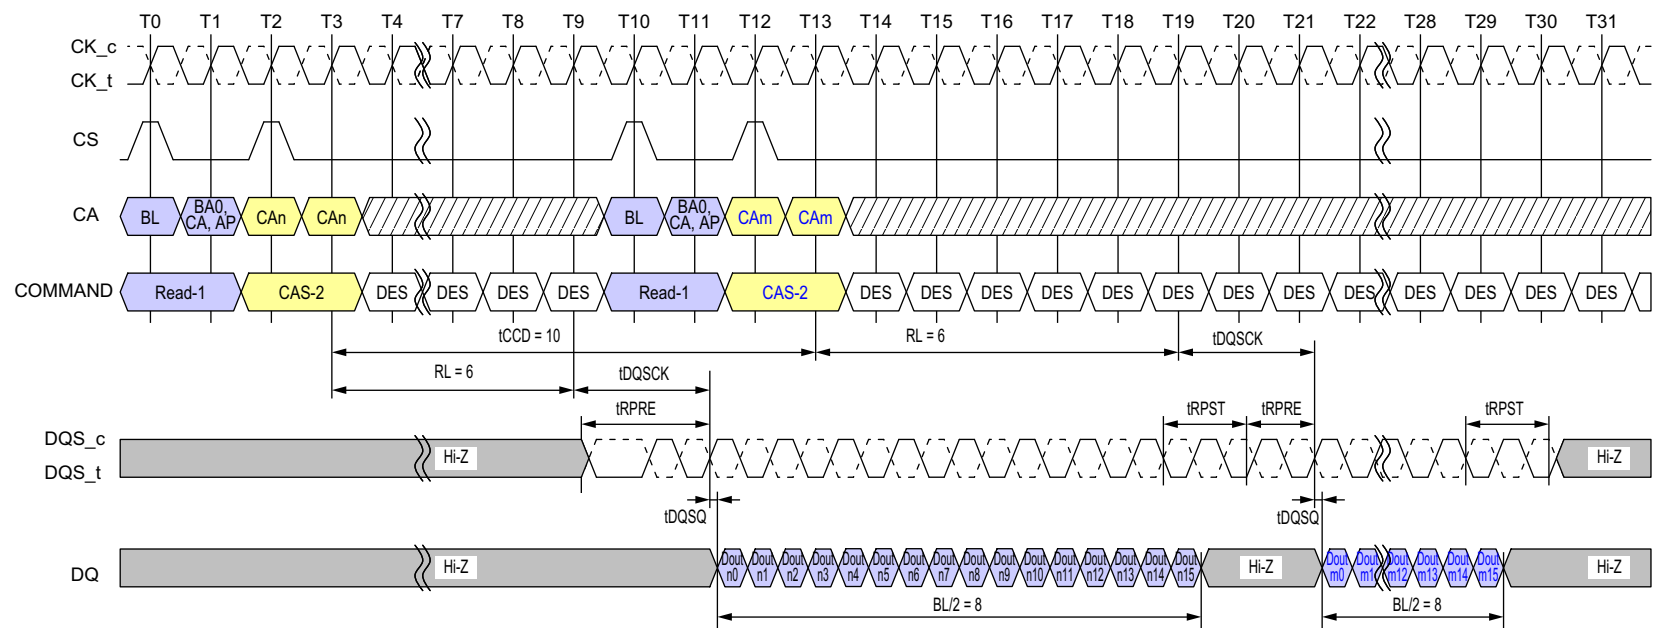 T0 T1 T2 T3 T4 T7 T8 T9 T10 T11 T12 T13 T14 T15 T16 T17 T18 T19 T20 T21 T22 T28 T29 T30 T31
CK_c
CK_t
CS
CA BL BA0, CA, AP CAn CAn BL BA0, CA, AP CAm CAm
COMMAND Read-1 CAS-2 DES DES DES DES Read-1 CAS-2 DES DES DES DES DES DES DES DES DES DES DES DES DES
tCCD = 10 RL = 6 tDQSCK
RL = 6 tDQSCK
tRPRE tRPST tRPRE tRPST
DQS_c
DQS_t Hi-Z Hi-Z
tDQSQ tDQSQ
DQ Hi-Z Dout n0 Dout n1 Dout n2 Dout n3 Dout n4 Dout n5 Dout n6 Dout n7 Dout n8 Dout n9 Dout n10 Dout n11 Dout n12 Dout n13 Dout n14 Dout n15 Hi-Z Dout m0 Dout m1 Dout m12 Dout m13 Dout m14 Dout m15 Hi-Z
BL/2 = 8 BL/2 = 8